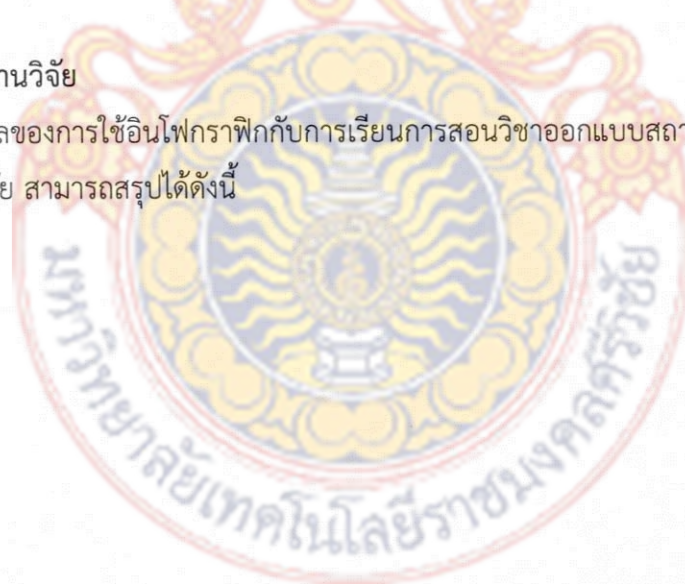 านวิจัย
ลของการใช้อินโฟกราฟิกกับการเรียนการสอนวิชาออกแบบสถา
ัย สามารถสรุปได้ดังนี้
มหาวิทยาลัยเทคโนโลยีราชมงคลศรีวิชัย